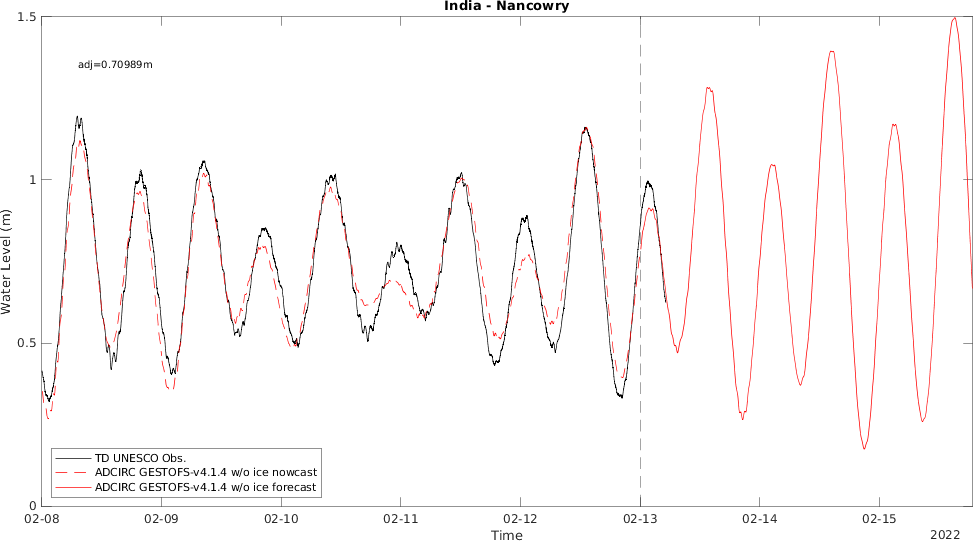 India - Nancowry
1.5
adj=0.70989m
1
Water Level (m)
0.5
TD UNESCO Obs.
ADCIRC GESTOFS-v4.1.4 w/o ice nowcast
ADCIRC GESTOFS-v4.1.4 w/o ice forecast
0
02-08 02-09 02-10 02-11 02-12 02-13 02-14 02-15
Time
2022